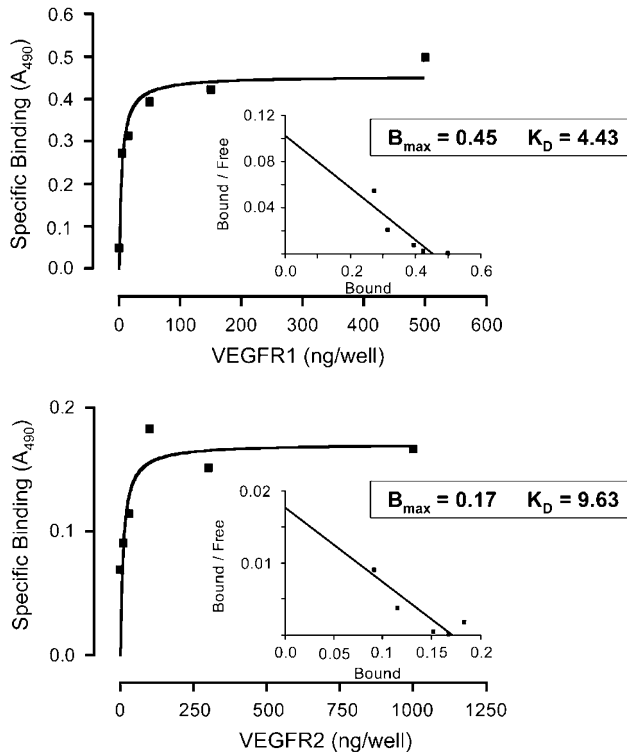 Specific Binding (A490)
0.6
0.5
0.4
0.3
0.2
0.1
0.0
0 100 200 300 400 500 600
VEGFR1 (ng/well)
Bound / Free
0.12
0.08
0.04
0.0 0.2 0.4 0.6
Bound
Bmax = 0.45 KD = 4.43
Specific Binding (A490)
0.2
0.1
0.0
0 250 500 750 1000 1250
VEGFR2 (ng/well)
Bound / Free
0.02
0.01
0.0 0.05 0.1 0.15 0.2
Bound
Bmax = 0.17 KD = 9.63